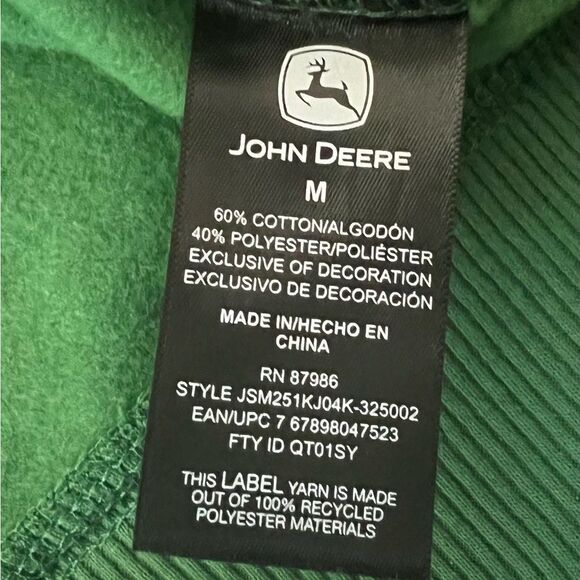 JOHN DEERE
M
60% COTTON/ALGODÓN
40% POLYESTER/POLIÉSTER
EXCLUSIVE OF DECORATION
EXCLUSIVO DE DECORACIÓN
MADE IN/HECHO EN
CHINA
RN 87986
STYLE JSM251KJ04K-325002
EAN/UPC 7 67898047523
FTY ID QT01SY
THIS LABEL YARN IS MADE
OUT OF 100% RECYCLED
POLYESTER MATERIALS